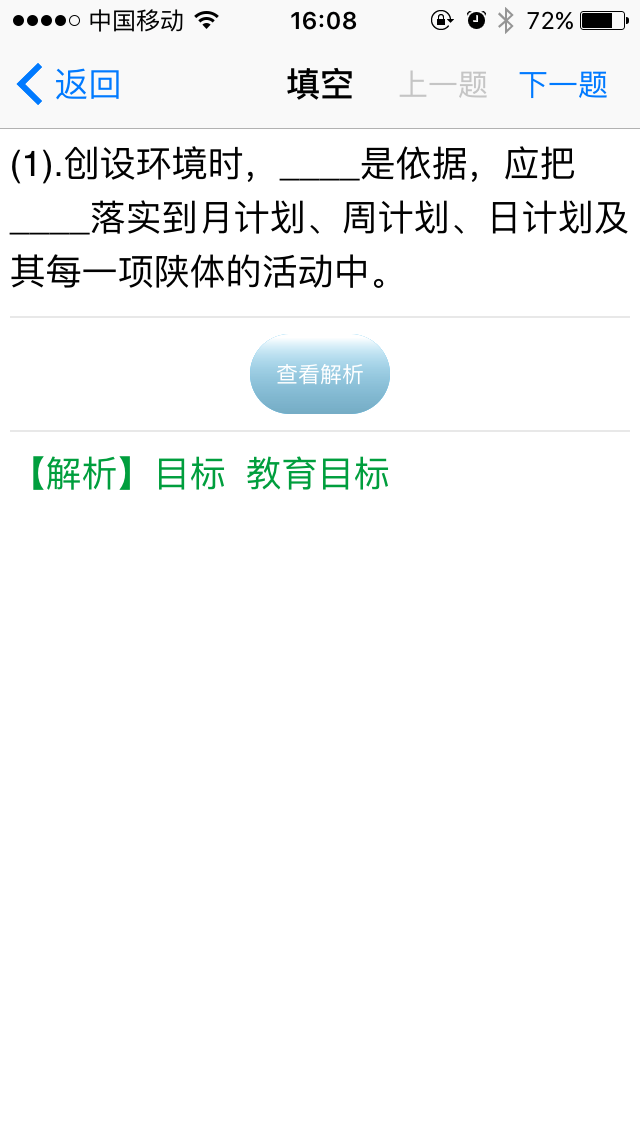 中国移动 16:08 72%
返回 填空 上一题 下一题
(1).创设环境时，____是依据，应把
____落实到月计划、周计划、日计划及
其每一项陕体的活动中。
查看解析
【解析】目标 教育目标